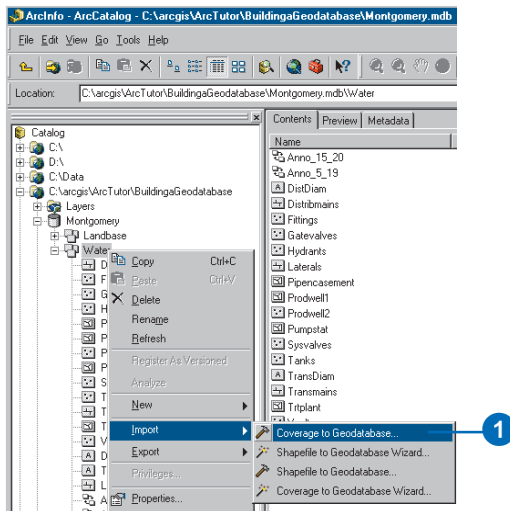 ArcInfo - ArcCatalog - C:\arcgis\ArcTutor\BuildingaGeodatabase\Montgomery.mdb
File Edit View Go Tools Help
Location: C:\arcgis\ArcTutor\BuildingaGeodatabase\Montgomery.mdb\Water
Catalog
C:\
D:\
C:\Data
C:\arcgis\ArcTutor\BuildingaGeodatabase
Layers
Montgomery
Landbase
Wate
D
F
G
H
P
P
P
P
S
T
T
T
V
A
T
L
A
Copy Ctrl+C
Paste Ctrl+V
Delete
Rename
Refresh
Register As Versioned
Analyze
New
Import
Export
Privileges...
Properties...
Coverage to Geodatabase...
Shapefile to Geodatabase Wizard...
Shapefile to Geodatabase...
Coverage to Geodatabase Wizard...
1
Contents Preview Metadata
Name
Anno_15_20
Anno_5_19
DistDiam
Distribmains
Fittings
Gatevalves
Hydrants
Laterals
Pipencasement
Prodwell1
Prodwell2
Pumpstat
Sysvalves
Tanks
TransDiam
Transmains
Trtplant